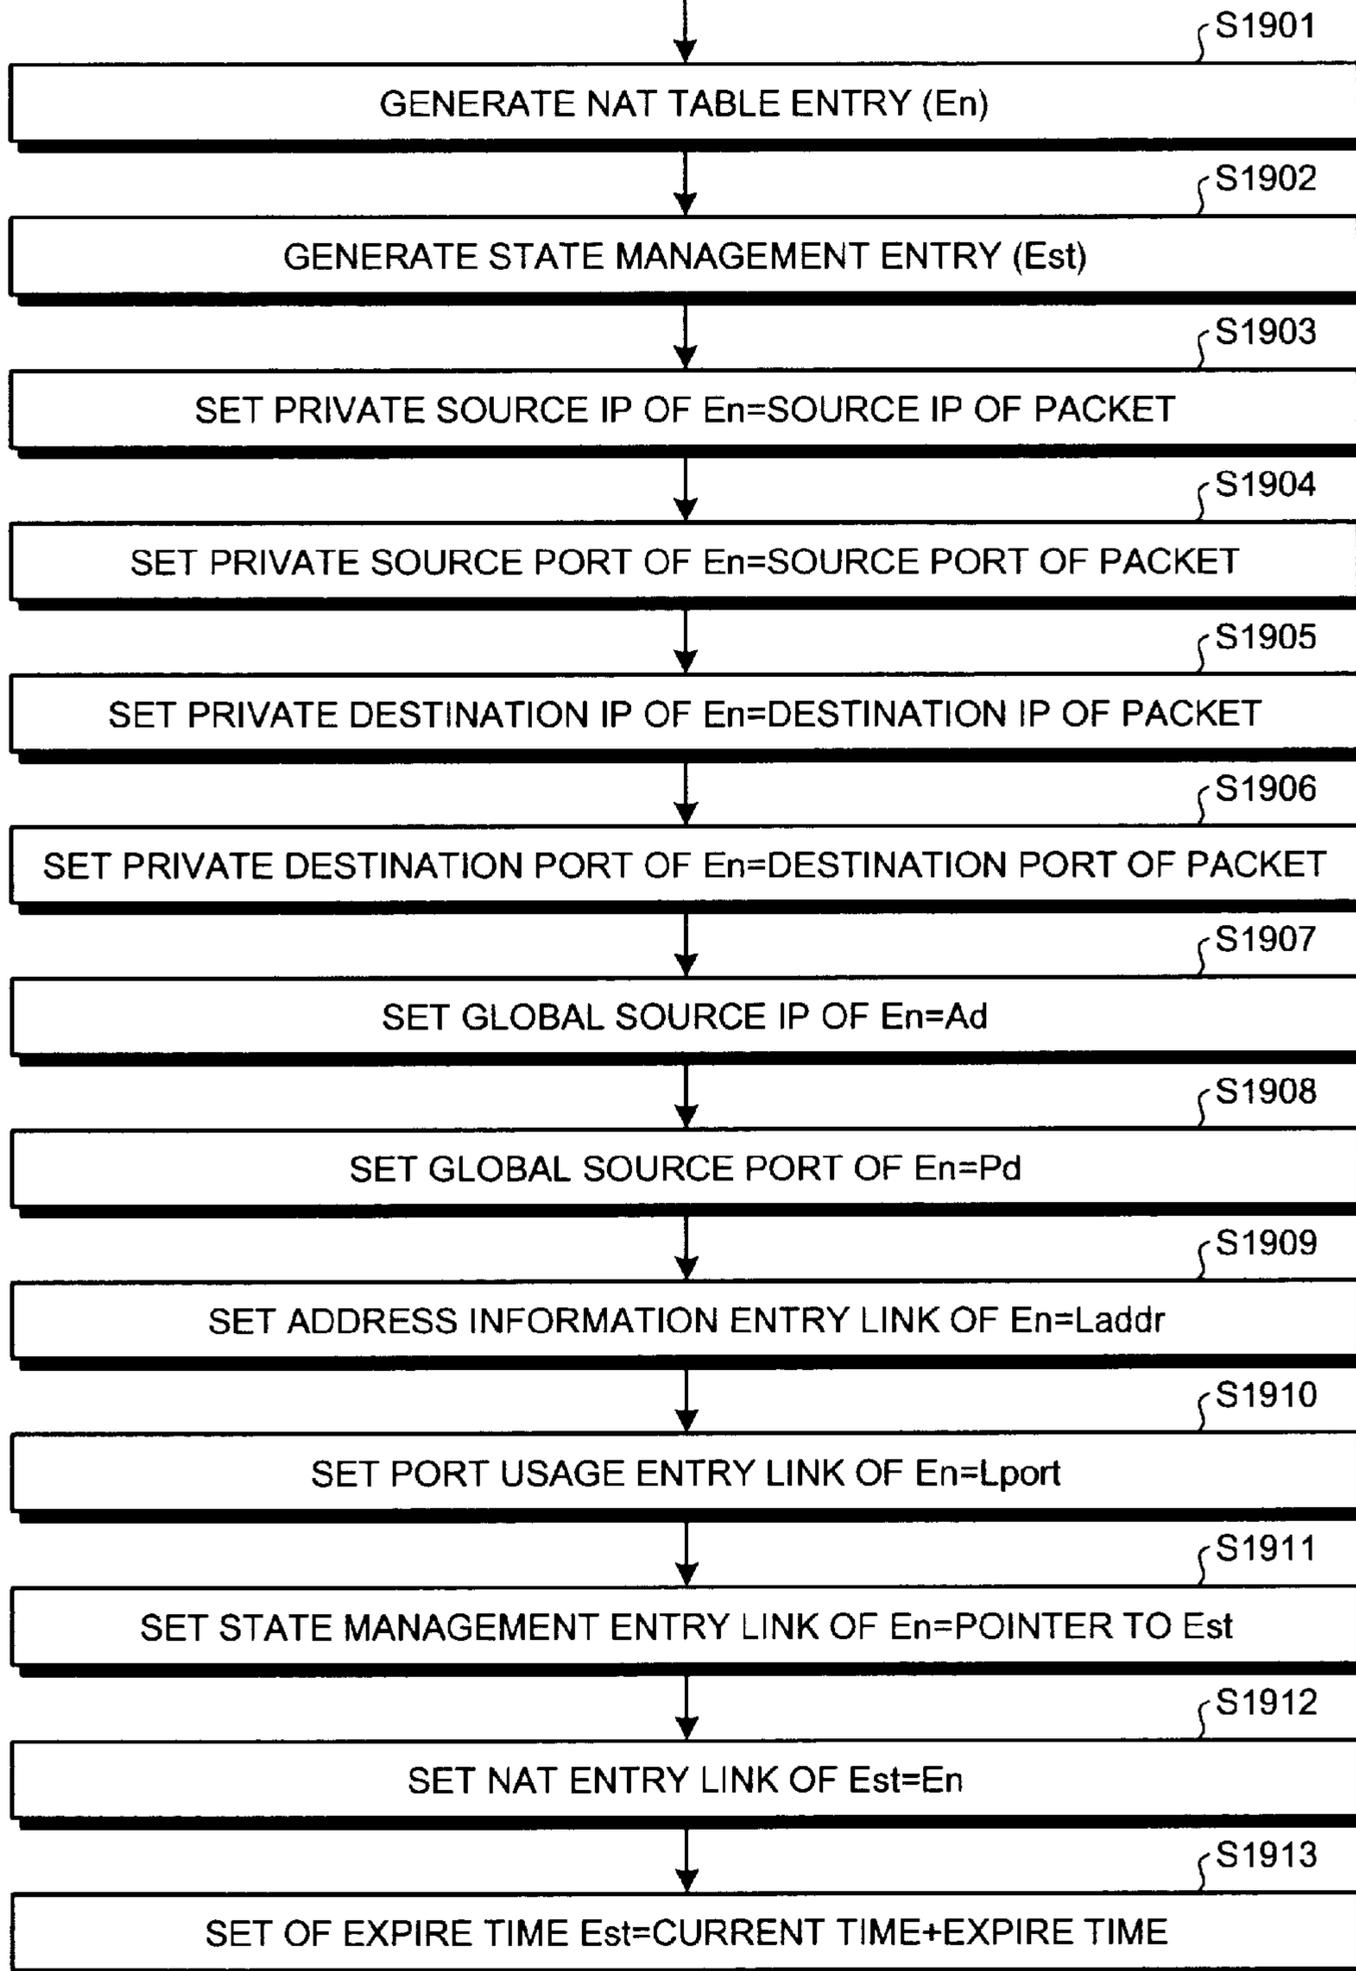 S1901
GENERATE NAT TABLE ENTRY (En)
S1902
GENERATE STATE MANAGEMENT ENTRY (Est)
S1903
SET PRIVATE SOURCE IP OF En=SOURCE IP OF PACKET
S1904
SET PRIVATE SOURCE PORT OF En=SOURCE PORT OF PACKET
S1905
SET PRIVATE DESTINATION IP OF En=DESTINATION IP OF PACKET
S1906
SET PRIVATE DESTINATION PORT OF En=DESTINATION PORT OF PACKET
S1907
SET GLOBAL SOURCE IP OF En=Ad
S1908
SET GLOBAL SOURCE PORT OF En=Pd
S1909
SET ADDRESS INFORMATION ENTRY LINK OF En=Laddr
S1910
SET PORT USAGE ENTRY LINK OF En=Lport
S1911
SET STATE MANAGEMENT ENTRY LINK OF En=POINTER TO Est
S1912
SET NAT ENTRY LINK OF Est=En
S1913
SET OF EXPIRE TIME Est=CURRENT TIME+EXPIRE TIME